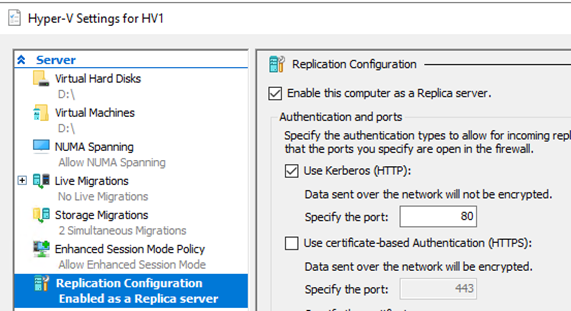 Hyper-V Settings for HV1
Server
Virtual Hard Disks
D:\
Virtual Machines
D:\
NUMA Spanning
Allow NUMA Spanning
Live Migrations
No Live Migrations
Storage Migrations
2 Simultaneous Migrations
Enhanced Session Mode Policy
Allow Enhanced Session Mode
Replication Configuration
Enabled as a Replica server
Replication Configuration
Enable this computer as a Replica server.
Authentication and ports
Specify the authentication types to allow for incoming repl
that the ports you specify are open in the firewall.
Use Kerberos (HTTP):
Data sent over the network will not be encrypted.
Specify the port: 80
Use certificate-based Authentication (HTTPS):
Data sent over the network will be encrypted.
Specify the port: 443